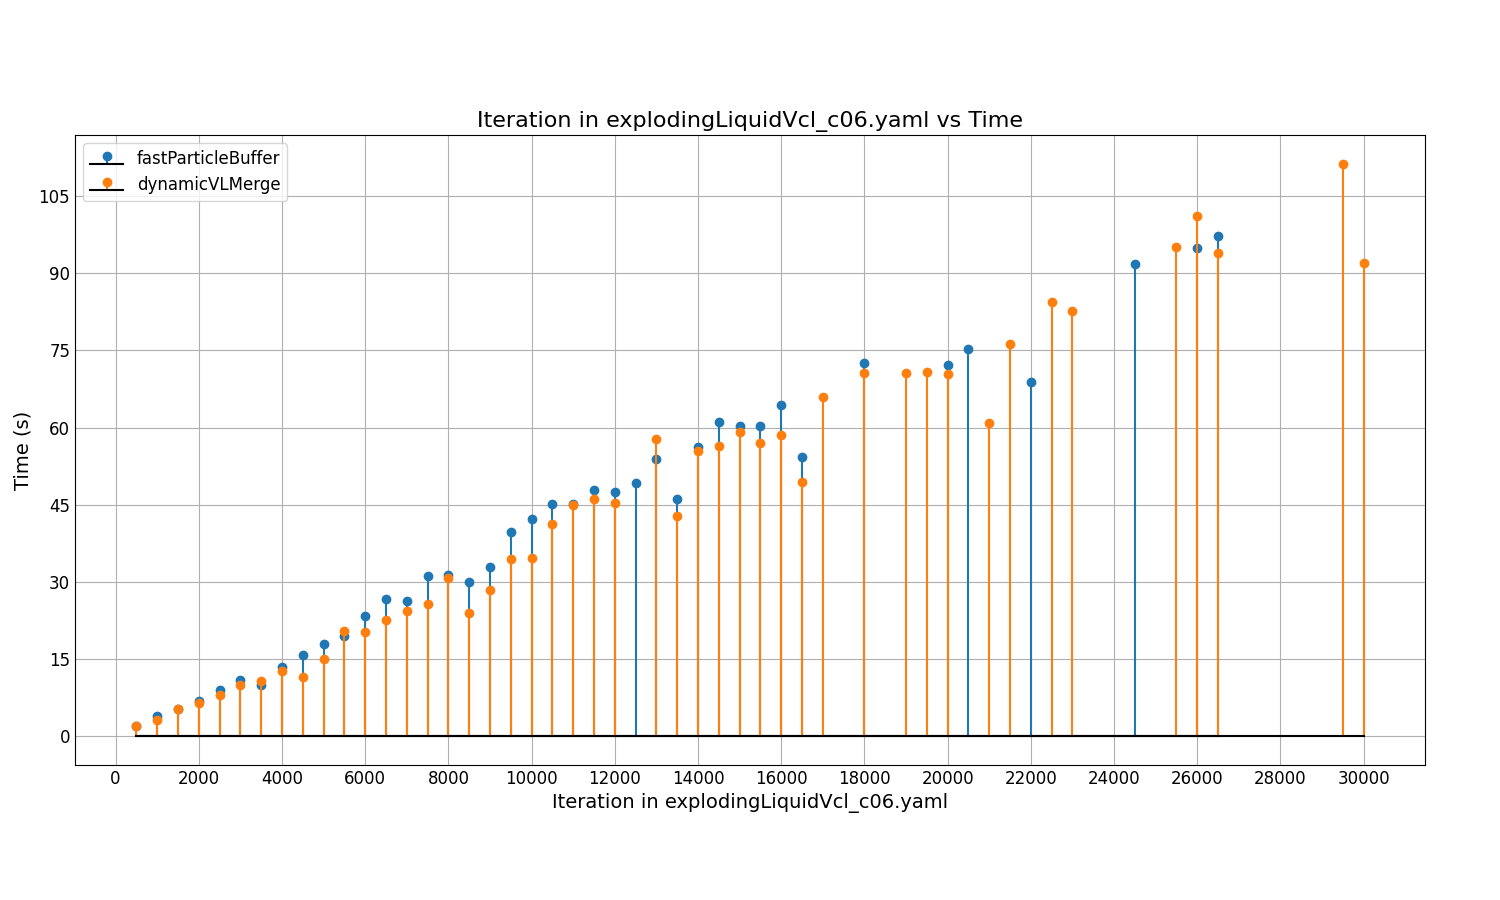 Iteration in explodingLiquidVcl_c06.yaml vs Time
fastParticleBuffer
dynamicVLMerge
105
90
75
60
45
30
15
0
Time (s)
0 2000 4000 6000 8000 10000 12000 14000 16000 18000 20000 22000 24000 26000 28000 30000
Iteration in explodingLiquidVcl_c06.yaml